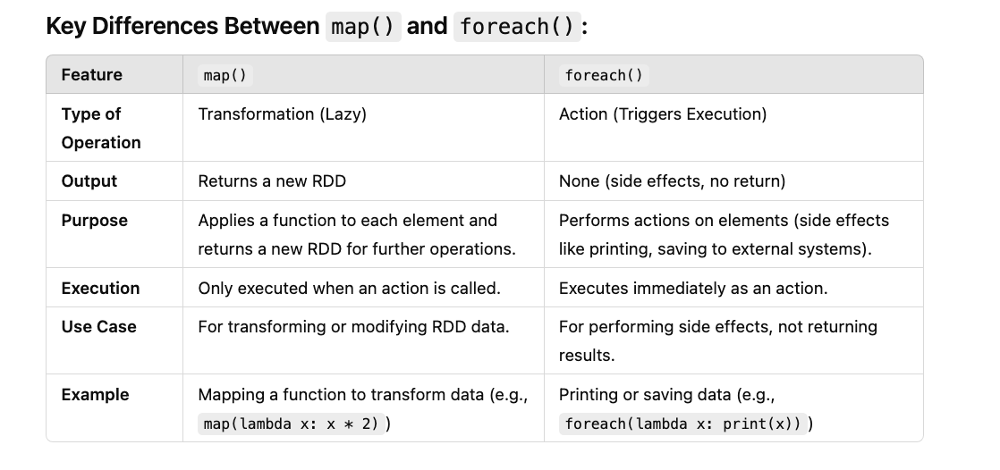 Key Differences Between map() and foreach():
Feature map() foreach()
Type of Operation Transformation (Lazy) Action (Triggers Execution)
Output Returns a new RDD None (side effects, no return)
Purpose Applies a function to each element and returns a new RDD for further operations. Performs actions on elements (side effects like printing, saving to external systems).
Execution Only executed when an action is called. Executes immediately as an action.
Use Case For transforming or modifying RDD data. For performing side effects, not returning results.
Example Mapping a function to transform data (e.g., map(lambda x: x * 2)) Printing or saving data (e.g., foreach(lambda x: print(x)))